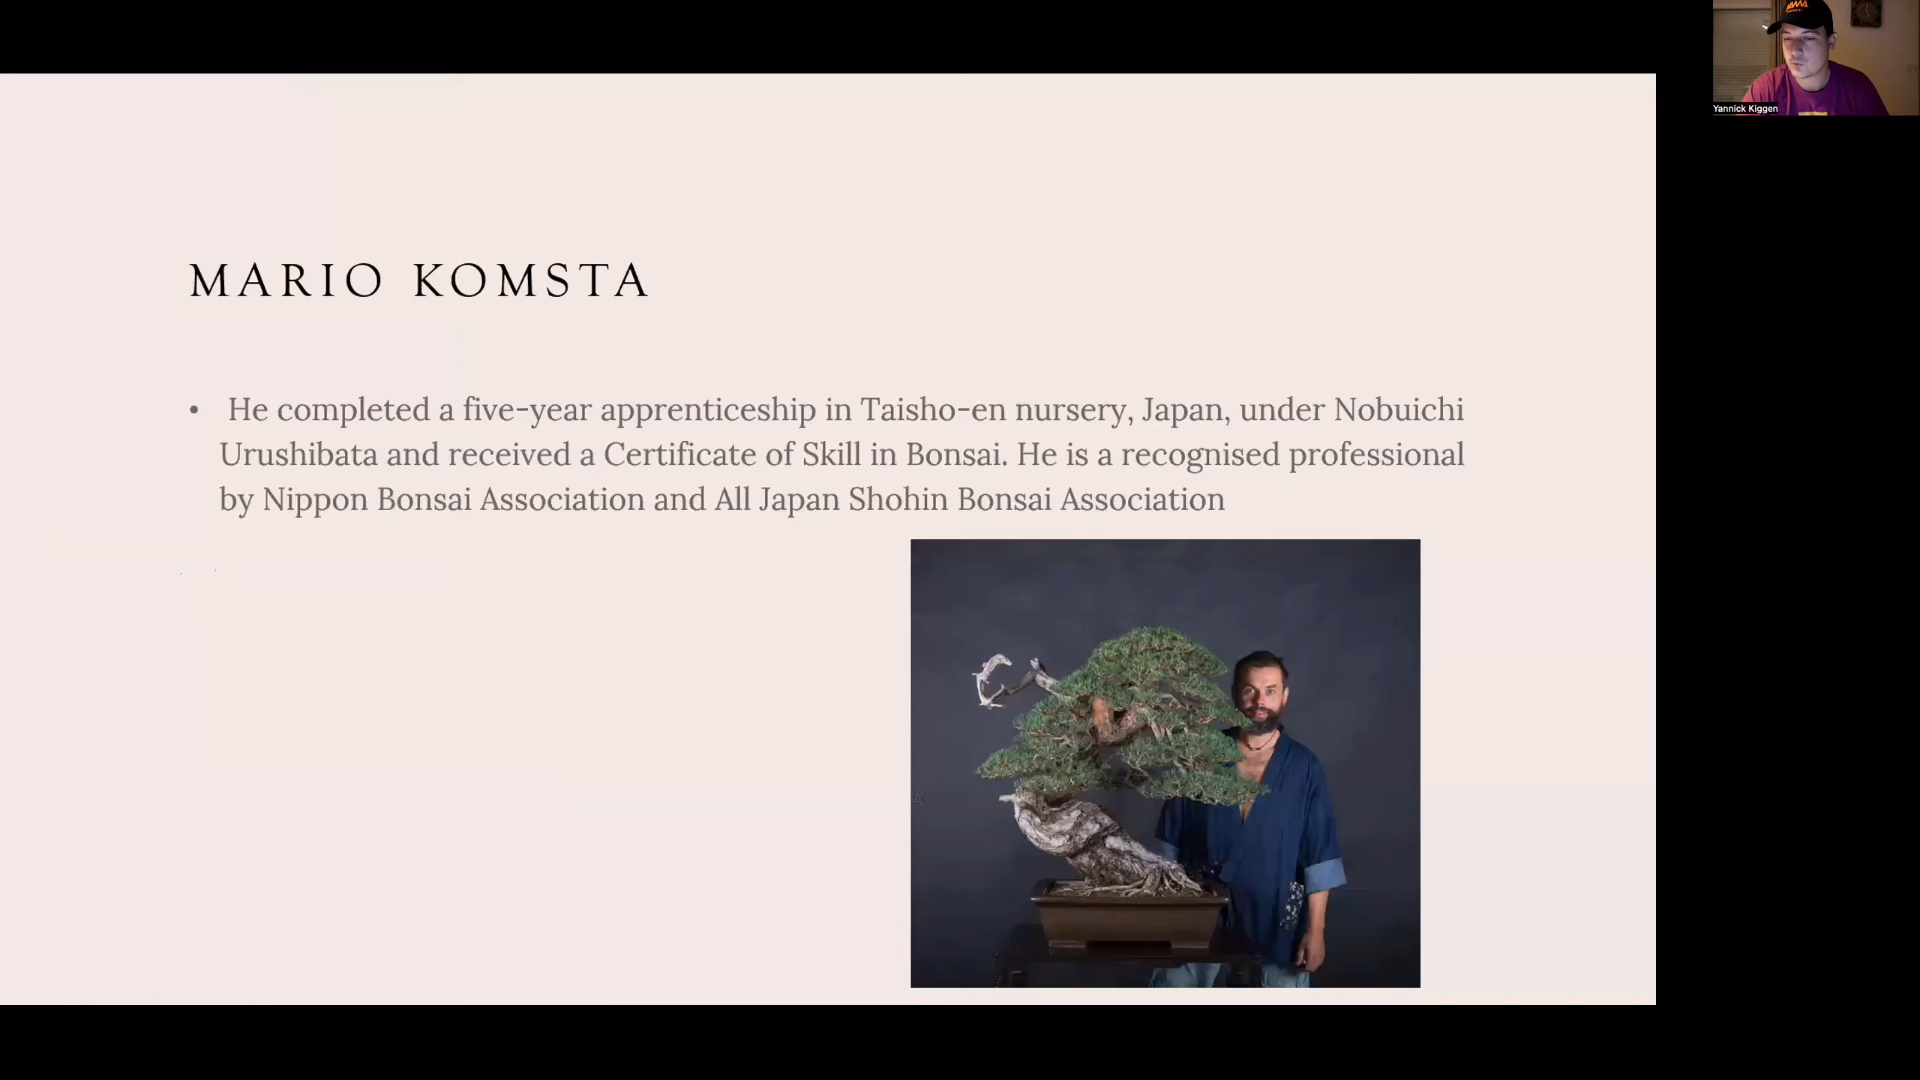 Yannick Kiggen
MARIO KOMSTA
• He completed a five-year apprenticeship in Taisho-en nursery, Japan, under Nobuichi
Urushibata and received a Certificate of Skill in Bonsai. He is a recognised professional
by Nippon Bonsai Association and All Japan Shohin Bonsai Association